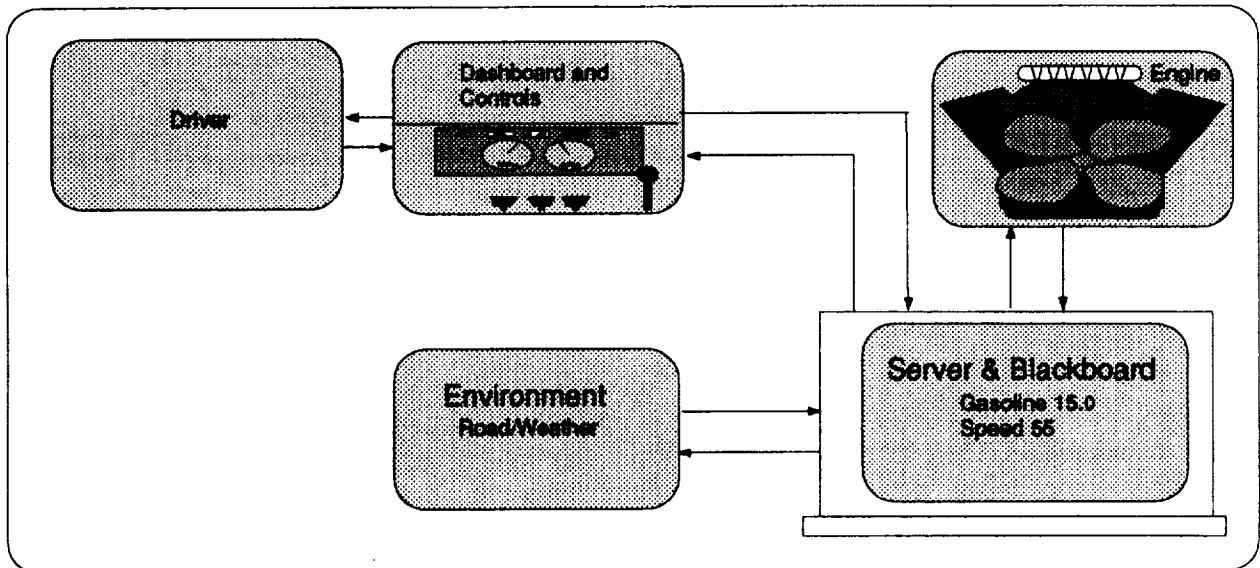 Driver
Dashboard and
Controls
Engine
Environment
Road/Weather
Server & Blackboard
Gasoline 15.0
Speed 55